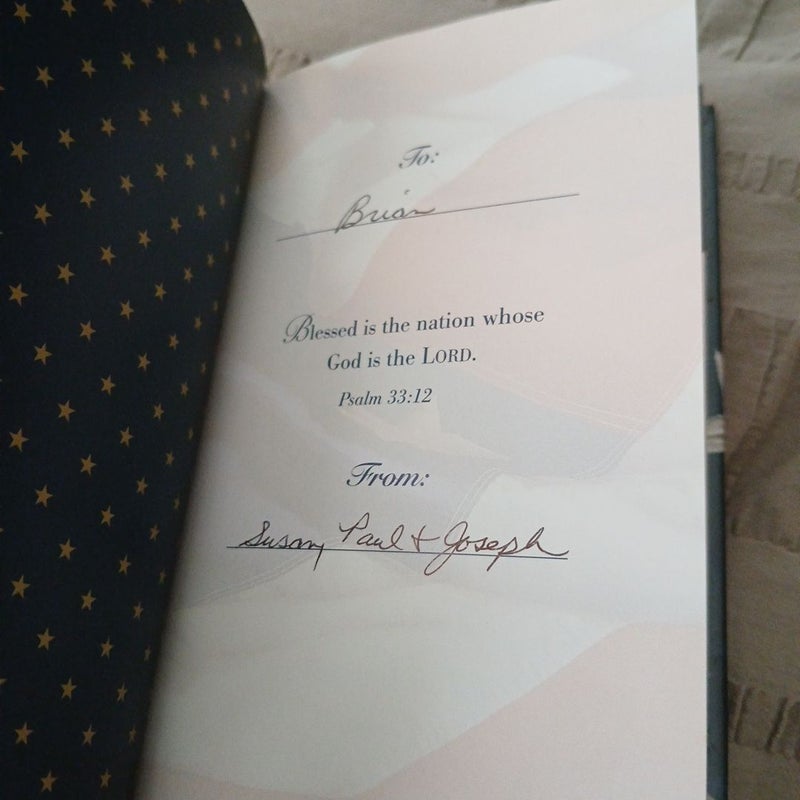 To:
Brian
Blessed is the nation whose
God is the LORD.
Psalm 33:12
From:
Susan, Paul & Joseph